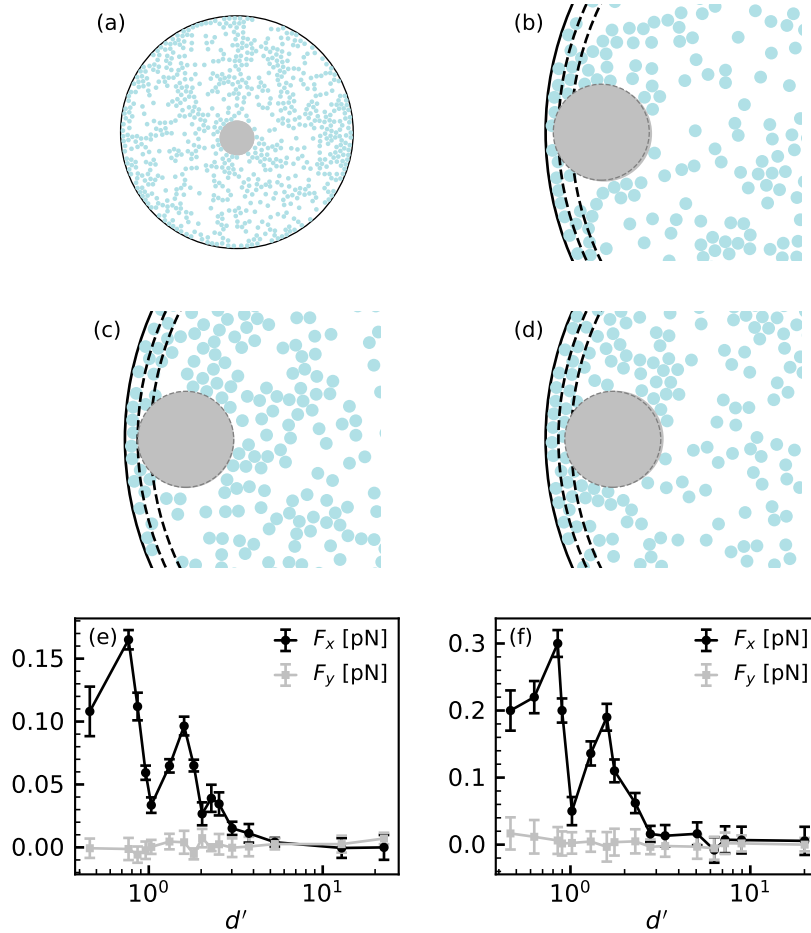 (a)
(b)
(c)
(d)
(e)
F_x [pN]
F_y [pN]
0.15
0.10
0.05
0.00
10^0
10^1
d′
(f)
F_x [pN]
F_y [pN]
0.3
0.2
0.1
0.0
10^0
10^1
d′